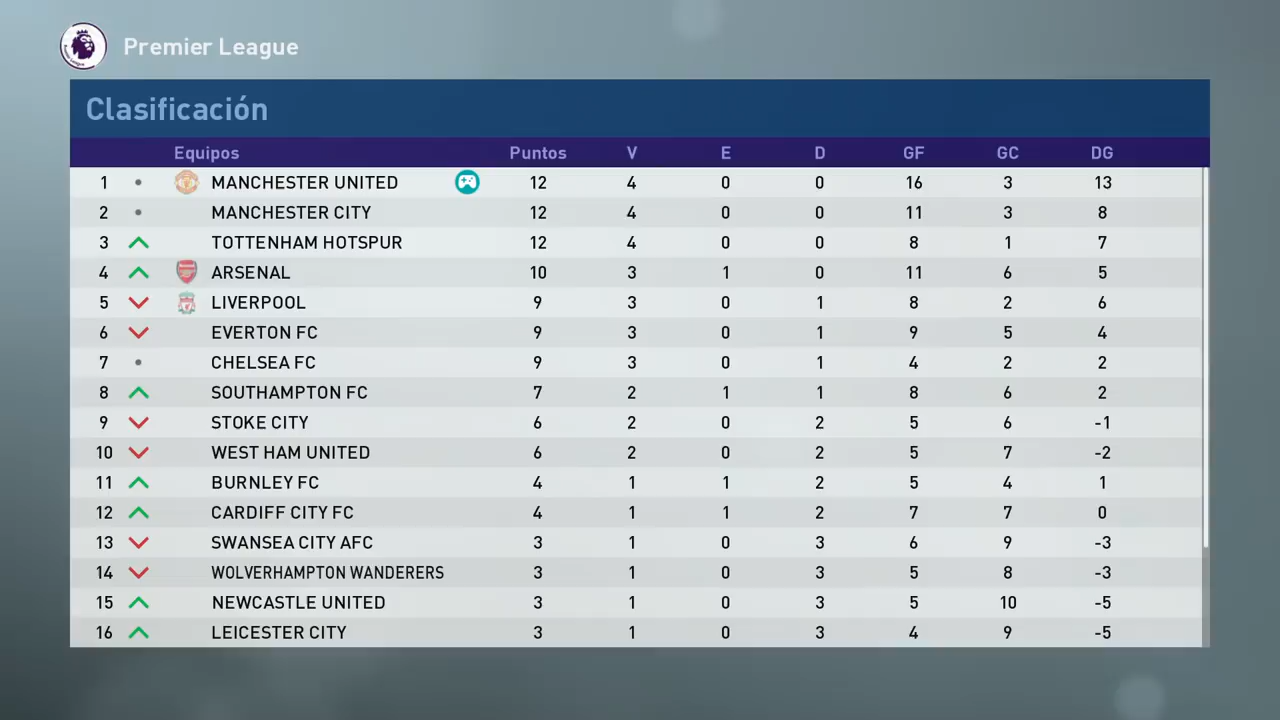 Premier League
Clasificación
Equipos Puntos V E D GF GC DG
1 MANCHESTER UNITED 12 4 0 0 16 3 13
2 MANCHESTER CITY 12 4 0 0 11 3 8
3 TOTTENHAM HOTSPUR 12 4 0 0 8 1 7
4 ARSENAL 10 3 1 0 11 6 5
5 LIVERPOOL 9 3 0 1 8 2 6
6 EVERTON FC 9 3 0 1 9 5 4
7 CHELSEA FC 9 3 0 1 4 2 2
8 SOUTHAMPTON FC 7 2 1 1 8 6 2
9 STOKE CITY 6 2 0 2 5 6 -1
10 WEST HAM UNITED 6 2 0 2 5 7 -2
11 BURNLEY FC 4 1 1 2 5 4 1
12 CARDIFF CITY FC 4 1 1 2 7 7 0
13 SWANSEA CITY AFC 3 1 0 3 6 9 -3
14 WOLVERHAMPTON WANDERERS 3 1 0 3 5 8 -3
15 NEWCASTLE UNITED 3 1 0 3 5 10 -5
16 LEICESTER CITY 3 1 0 3 4 9 -5